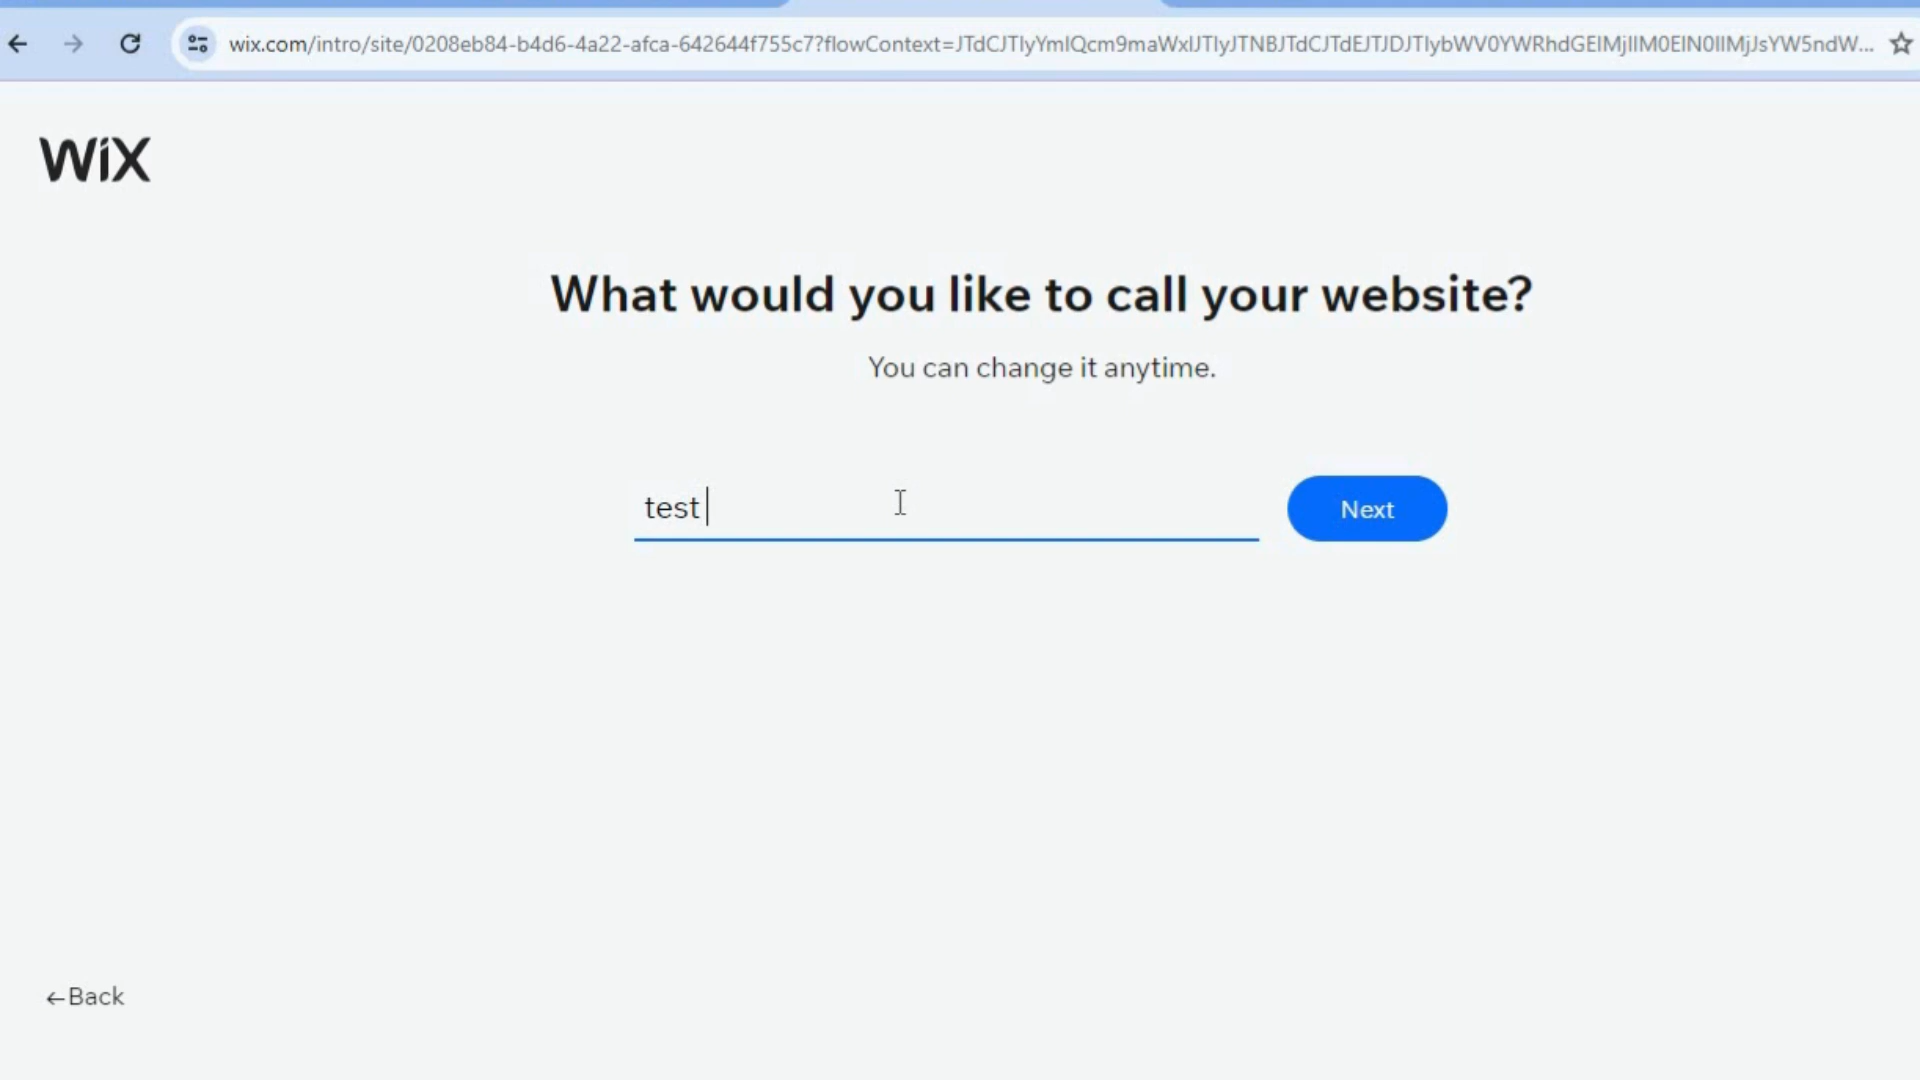 wix.com/intro/site/0208eb84-b4d6-4a22-afca-642644f755c7?flowContext=JTdCJTIyYmlQcm9maWxlJTIyJTNBJTdCJTdEJTJDJTIybWV0YWRhdGElMjIlM0ElN0IlMjJsYW5ndW...
WiX
What would you like to call your website?
You can change it anytime.
test
Next
←Back